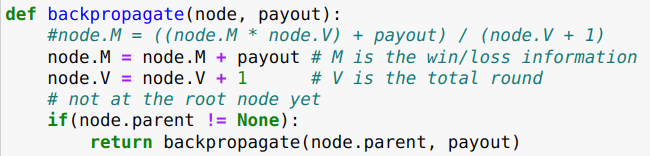 def backpropagate(node, payout):
    #node.M = ((node.M * node.V) + payout) / (node.V + 1)
    node.M = node.M + payout # M is the win/loss information
    node.V = node.V + 1      # V is the total round
    # not at the root node yet
    if(node.parent != None):
        return backpropagate(node.parent, payout)